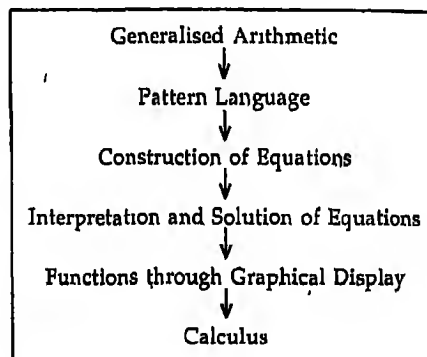 Generalised Arithmetic
Pattern Language
Construction of Equations
Interpretation and Solution of Equations
Functions through Graphical Display
Calculus